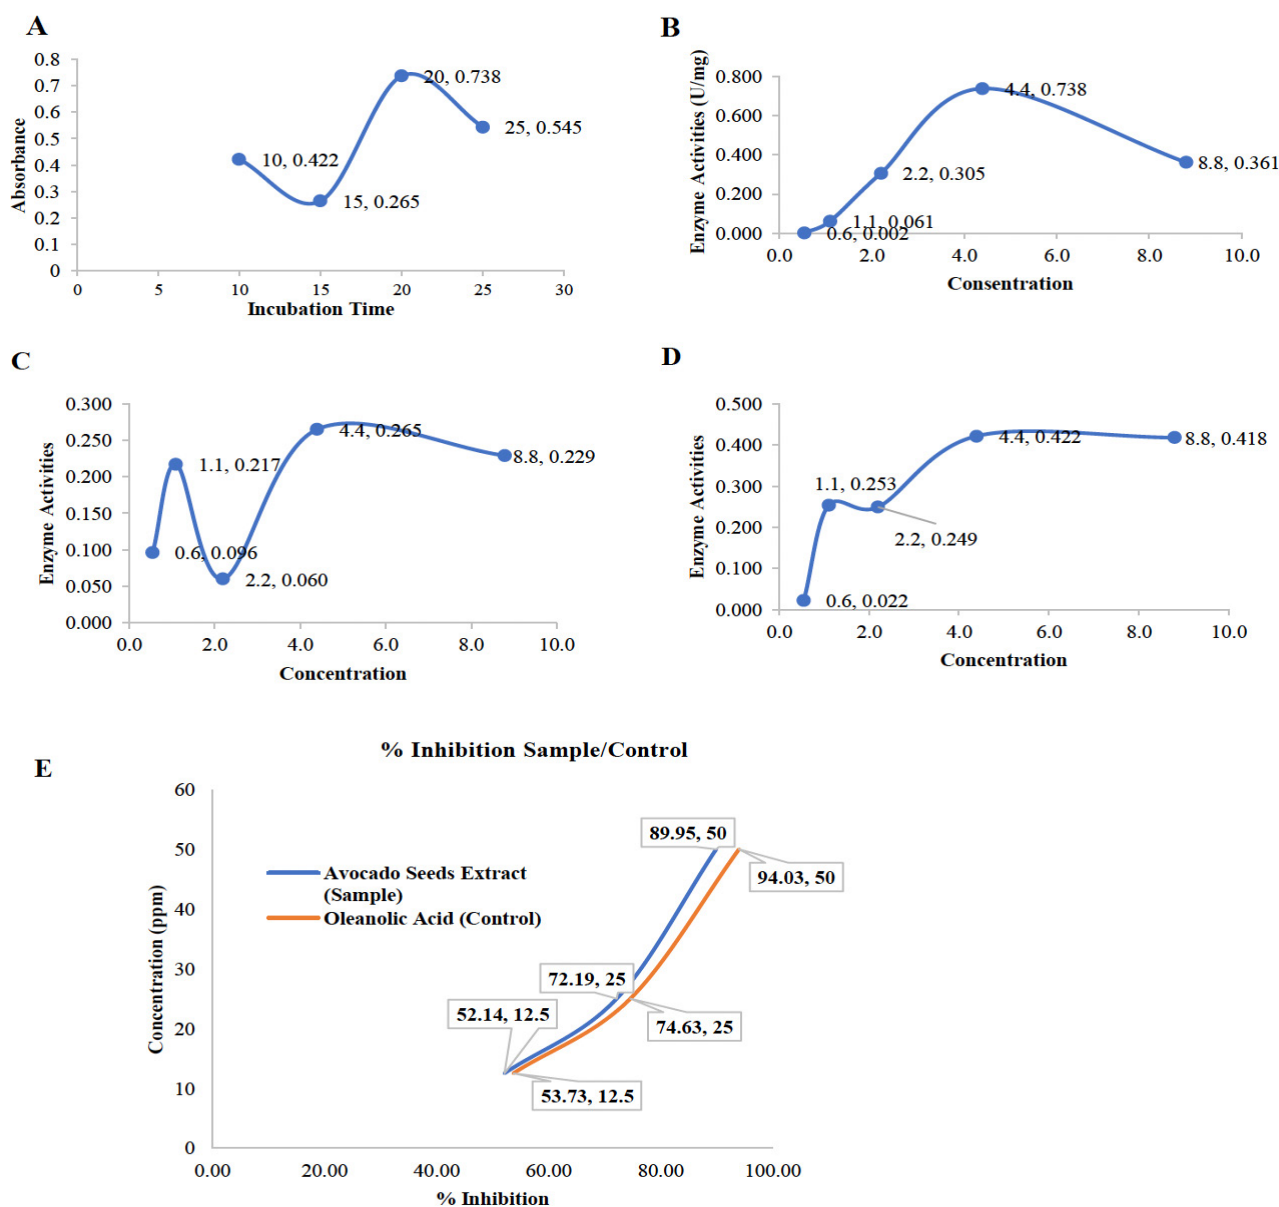 A
Absorbance
0.8
0.7
0.6
0.5
0.4
0.3
0.2
0.1
0
10, 0.422
15, 0.265
20, 0.738
25, 0.545
0 5 10 15 20 25 30
Incubation Time
B
Enzyme Activities (U/mg)
0.800
0.600
0.400
0.200
0.000
4.4, 0.738
2.2, 0.305
8.8, 0.361
1.1, 0.061
0.6, 0.002
0.0 2.0 4.0 6.0 8.0 10.0
Consentration
C
Enzyme Activities
0.300
0.250
0.200
0.150
0.100
0.050
0.000
4.4, 0.265
8.8, 0.229
1.1, 0.217
0.6, 0.096
2.2, 0.060
0.0 2.0 4.0 6.0 8.0 10.0
Concentration
D
Enzyme Activities
0.500
0.400
0.300
0.200
0.100
0.000
4.4, 0.422
8.8, 0.418
1.1, 0.253
2.2, 0.249
0.6, 0.022
0.0 2.0 4.0 6.0 8.0 10.0
Concentration
E
% Inhibition Sample/Control
Concentration (ppm)
60
50
40
30
20
10
0
Avocado Seeds Extract
(Sample)
Oleanolic Acid (Control)
89.95, 50
94.03, 50
72.19, 25
74.63, 25
52.14, 12.5
53.73, 12.5
0.00 20.00 40.00 60.00 80.00 100.00
% Inhibition